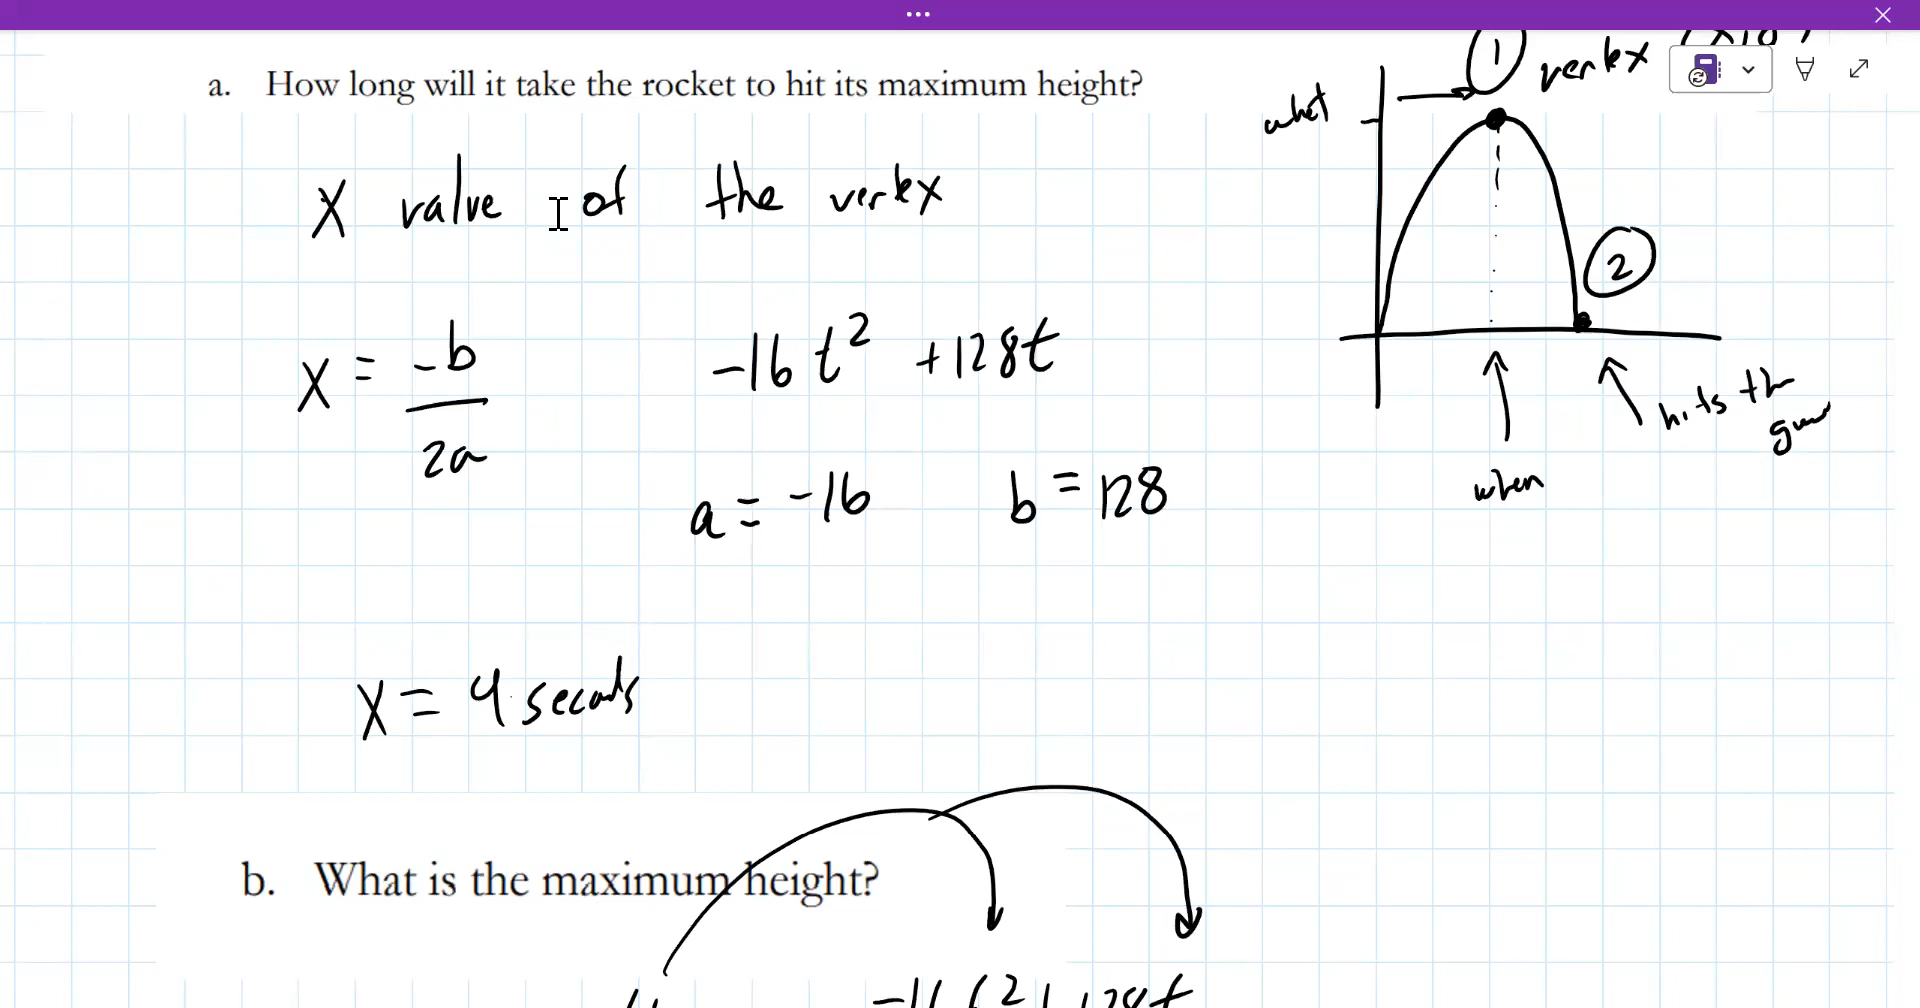 a. How long will it take the rocket to hit its maximum height?
1
vertex
what
X value of the vertex
2
x = -b / 2a
-16t² +128t
hits the
when
a = -16 b = 128
x = 4 seconds
b. What is the maximum height?